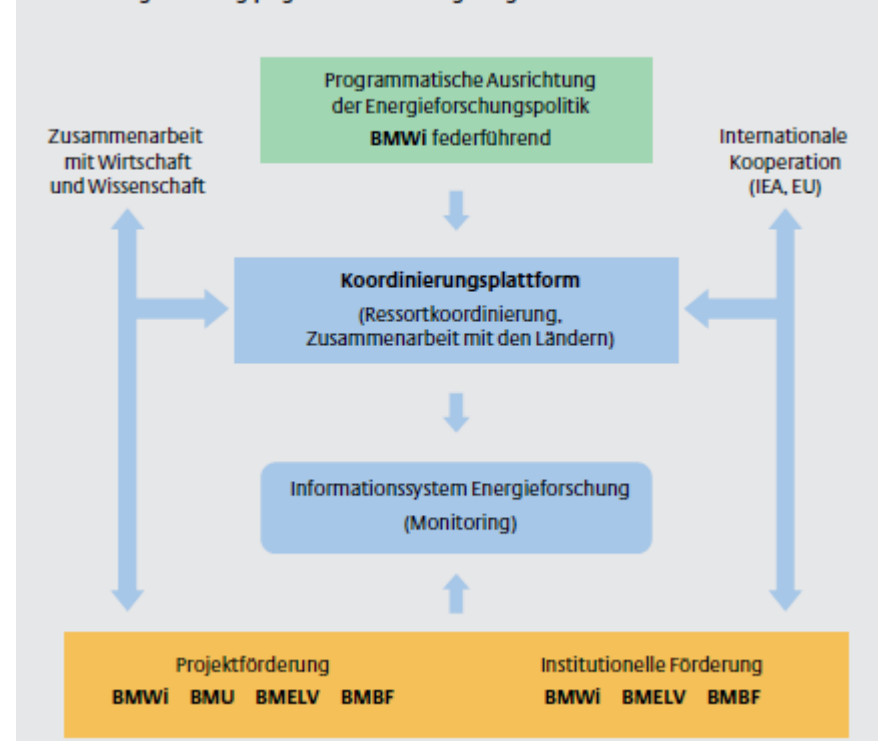 Programmatische Ausrichtung
der Energieforschungspolitik
BMWi federführend
Zusammenarbeit
mit Wirtschaft
und Wissenschaft
Internationale
Kooperation
(IEA, EU)
Koordinierungsplattform
(Ressortkoordinierung,
Zusammenarbeit mit den Ländern)
Informationssystem Energieforschung
(Monitoring)
Projektförderung
BMWi BMU BMELV BMBF
Institutionelle Förderung
BMWi BMELV BMBF